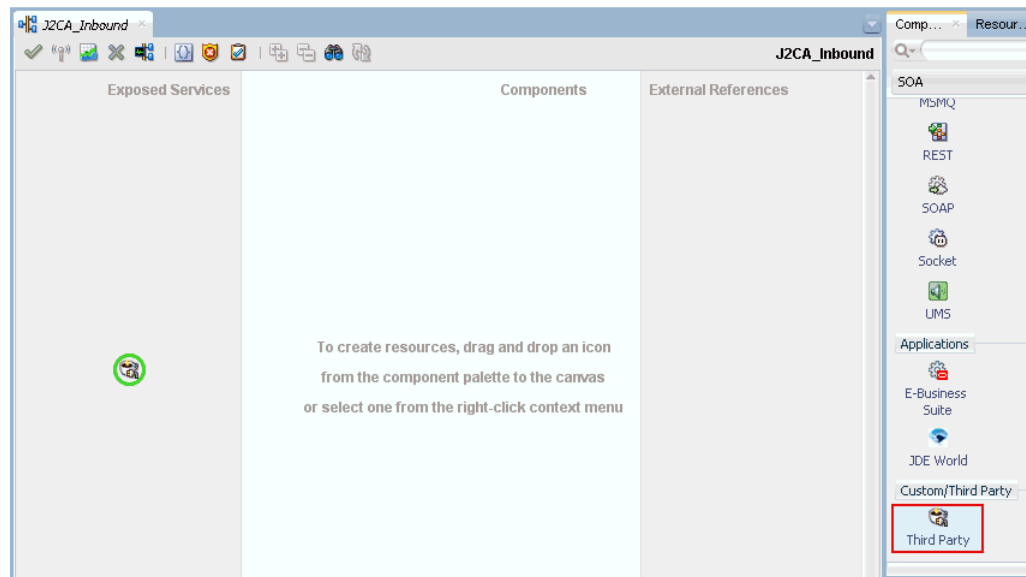 J2CA_Inbound
J2CA_Inbound
Exposed Services
Components
External References
To create resources, drag and drop an icon
from the component palette to the canvas
or select one from the right-click context menu
Comp...
Resour..
SOA
MSMQ
REST
SOAP
Socket
UMS
Applications
E-Business
Suite
JDE World
Custom/Third Party
Third Party